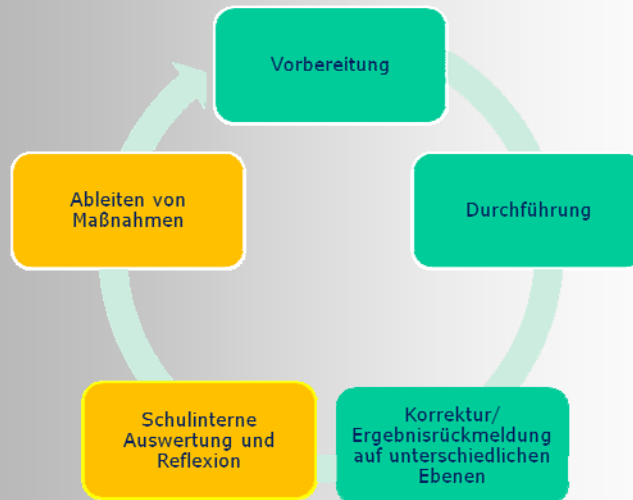 Vorbereitung
Durchführung
Korrektur/
Ergebnisrückmeldung
auf unterschiedlichen
Ebenen
Schulinterne
Auswertung und
Reflexion
Ableiten von
Maßnahmen